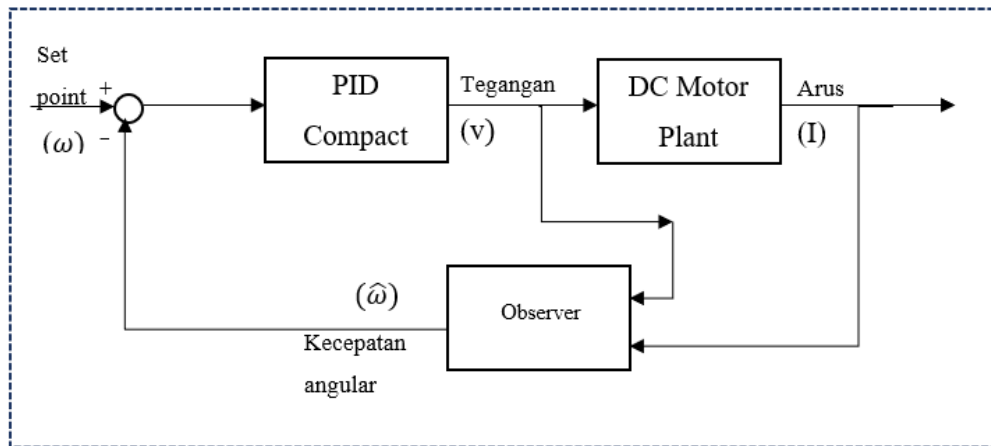 Set
point
+
(ω)
−
PID
Compact
Tegangan
(v)
DC Motor
Plant
Arus
(I)
(ω̂)
Observer
Kecepatan
angular